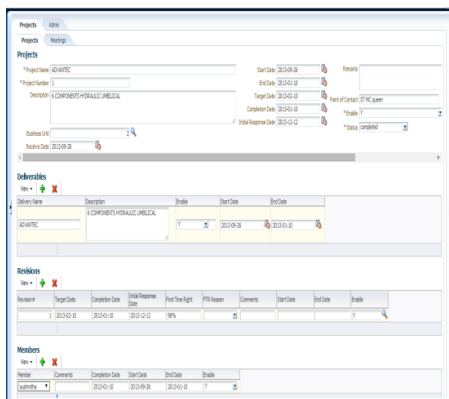 Projects Admin
Projects Meetings
Projects
* Project Name ADVANTEC
* Project Number 1
Description 6 COMPONENTS HYDRAULIC UMBILICAL
Business Unit 2
Receive Date 2013-09-26
Start Date 2013-09-26
End Date 2013-01-10
Target Date 2013-02-10
Completion Date 2013-01-10
Initial Response Date 2013-12-12
Remarks
Point of Contact ST MC queen
* Enable Y
* Status completed
Deliverables
View
Delivery Name Description Enable Start Date End Date
ADVANTEC 6 COMPONENTS HYDRAULIC UMBILICAL Y 2013-09-26 2013-01-10
Revisions
View
Revision# Target Date Completion Date Initial Response Date First Time Right FTR Reason Comments Start Date End Date Enable
1 2013-02-10 2013-01-10 2013-12-12 98% Y
Members
View
Member Comments Completion Date Start Date End Date Enable
sushmitha 2013-01-10 2013-09-26 2013-01-10 Y